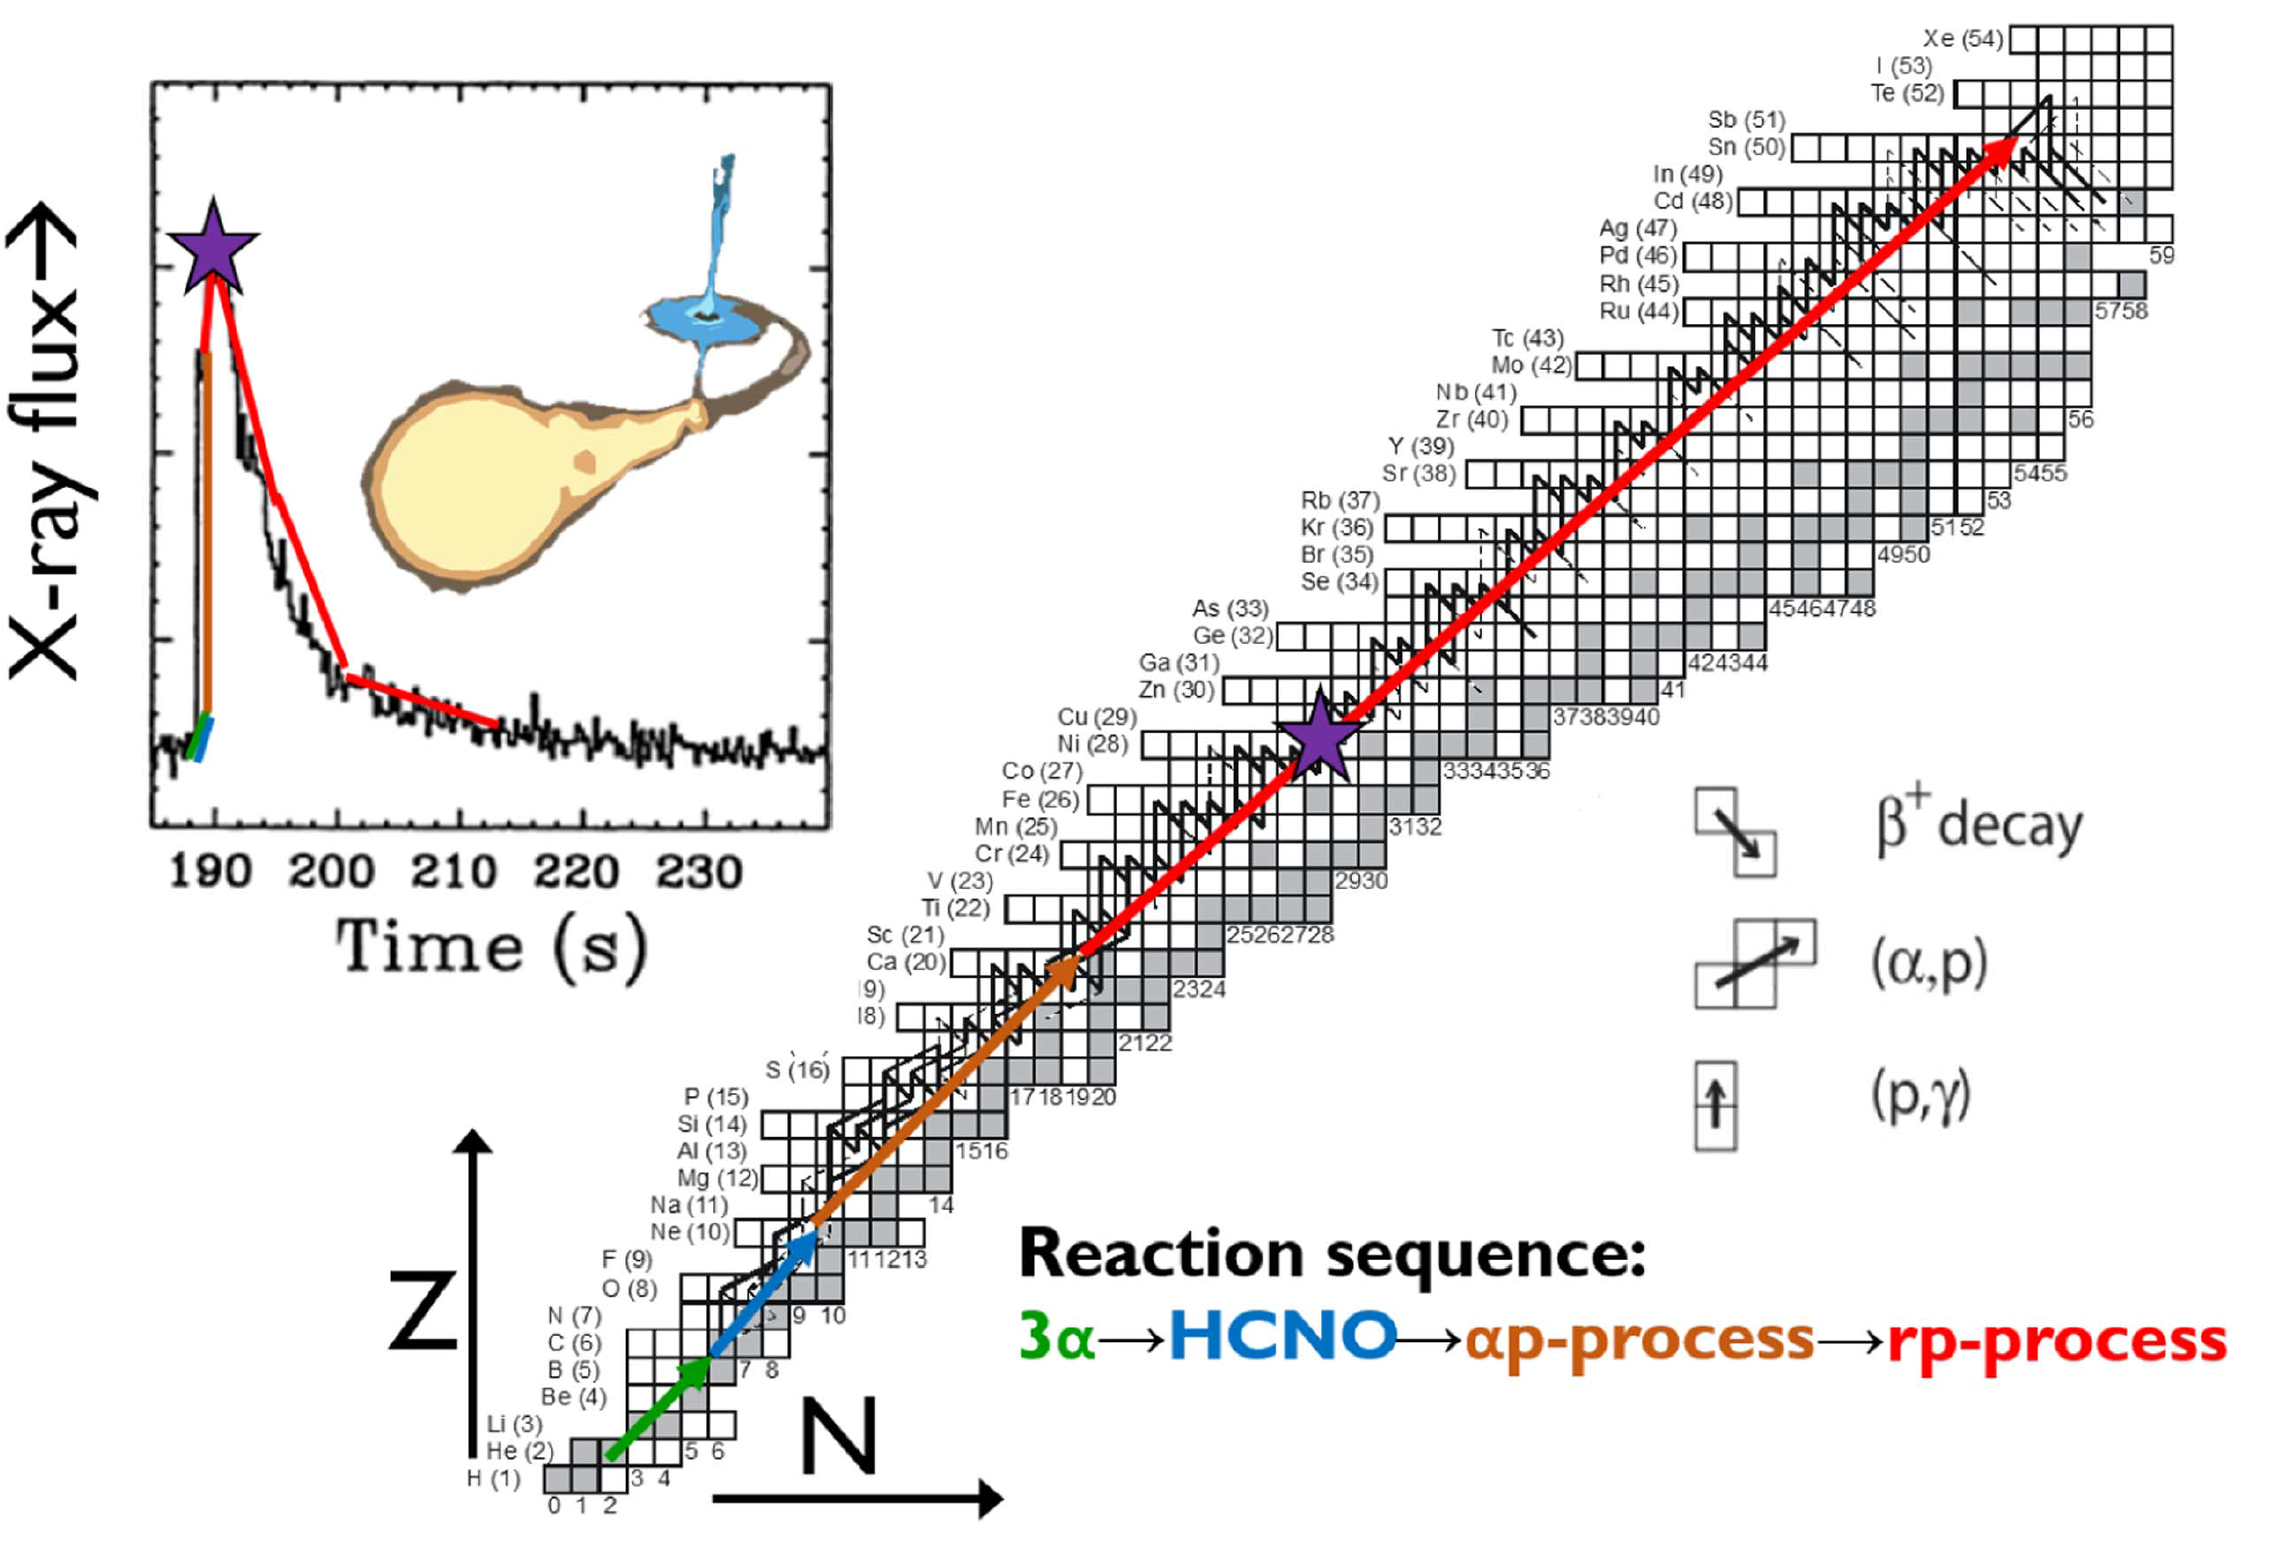 X-ray flux→
190 200 210 220 230
Time (s)
Xe (54)
I (53)
Te (52)
Sb (51)
Sn (50)
In (49)
Cd (48)
Ag (47)
Pd (46)
59
Rh (45)
Ru (44)
5758
Tc (43)
Mo (42)
Nb (41)
Zr (40)
56
Y (39)
Sr (38)
5455
Rb (37)
53
Kr (36)
5152
Br (35)
4950
Se (34)
As (33)
45464748
Ge (32)
Ga (31)
424344
Zn (30)
41
Cu (29)
37383940
Ni (28)
Co (27)
33343536
Fe (26)
Mn (25)
3132
Cr (24)
V (23)
2930
Ti (22)
Sc (21)
25262728
Ca (20)
9)
2324
8)
2122
S (16)
P (15)
17181920
Si (14)
Al (13)
1516
Mg (12)
Na (11)
14
Ne (10)
F (9)
111213
O (8)
N (7)
9 10
C (6)
B (5)
7 8
Be (4)
Li (3)
He (2)
5 6
H (1)
3 4
0 1 2
Z
N
β+ decay
(α,p)
(p,γ)
Reaction sequence:
3α→HCNO→αp-process→rp-process